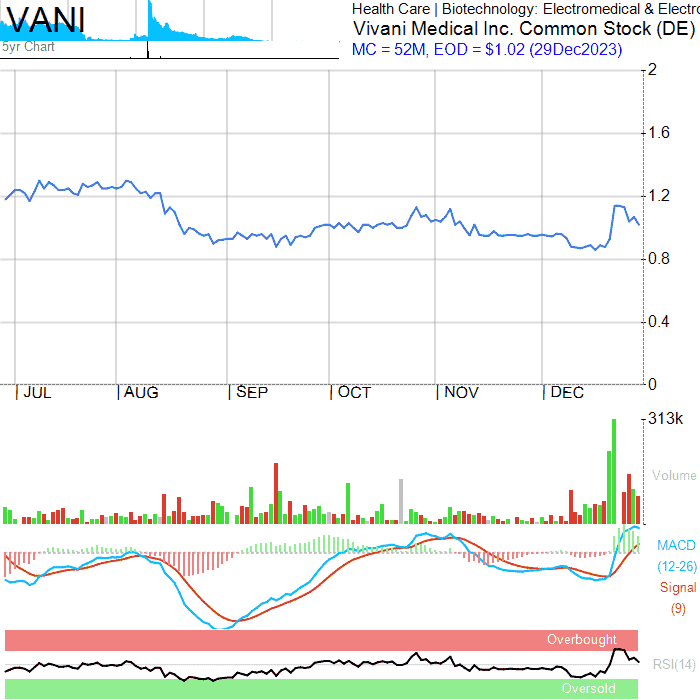 VANI
5yr Chart
Health Care | Biotechnology: Electromedical & Electro
Vivani Medical Inc. Common Stock (DE)
MC = 52M, EOD = $1.02 (29Dec2023)
2
1.6
1.2
0.8
0.4
0
JUL AUG SEP OCT NOV DEC
313k
Volume
MACD
(12-26)
Signal
(9)
Overbought
RSI(14)
Oversold